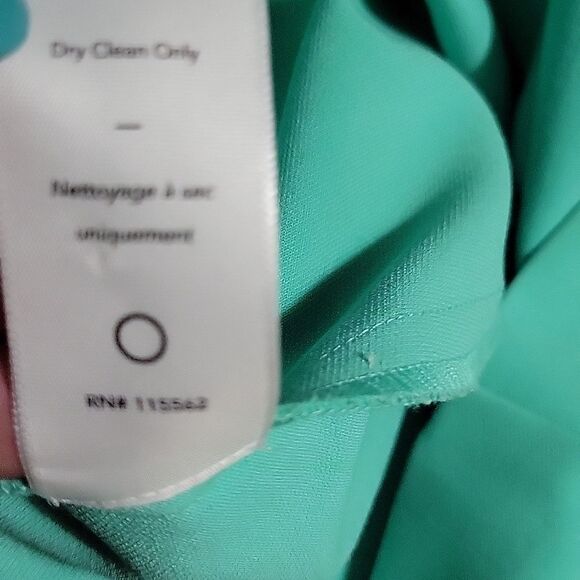 Dry Clean Only
—
Nettoyage à sec
uniquement
RN# 115562